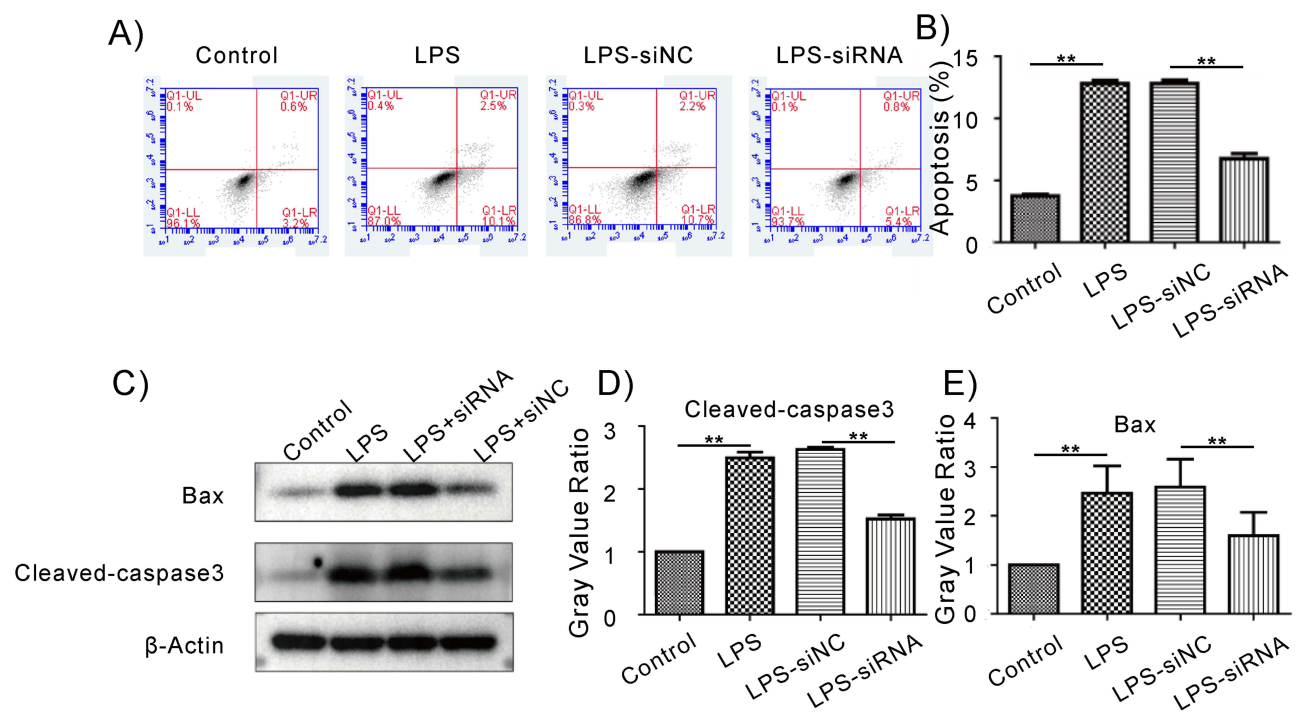 A)
Control
LPS
LPS-siNC
LPS-siRNA
Q1-UL
0.1%
Q1-UR
0.6%
Q1-LL
96.1%
Q1-LR
3.2%
Q1-UL
0.4%
Q1-UR
2.5%
Q1-LL
87.0%
Q1-LR
10.1%
Q1-UL
0.3%
Q1-UR
2.2%
Q1-LL
86.8%
Q1-LR
10.7%
Q1-UL
0.1%
Q1-UR
0.8%
Q1-LL
93.7%
Q1-LR
5.4%
B)
Apoptosis (%)
15
10
5
0
**
**
Control
LPS
LPS-siNC
LPS-siRNA
C)
Control
LPS
LPS+siRNA
LPS+siNC
Bax
Cleaved-caspase3
β-Actin
D)
Cleaved-caspase3
Gray Value Ratio
3
2
1
0
**
**
Control
LPS
LPS-siNC
LPS-siRNA
E)
Bax
Gray Value Ratio
4
3
2
1
0
**
**
Control
LPS
LPS-siNC
LPS-siRNA